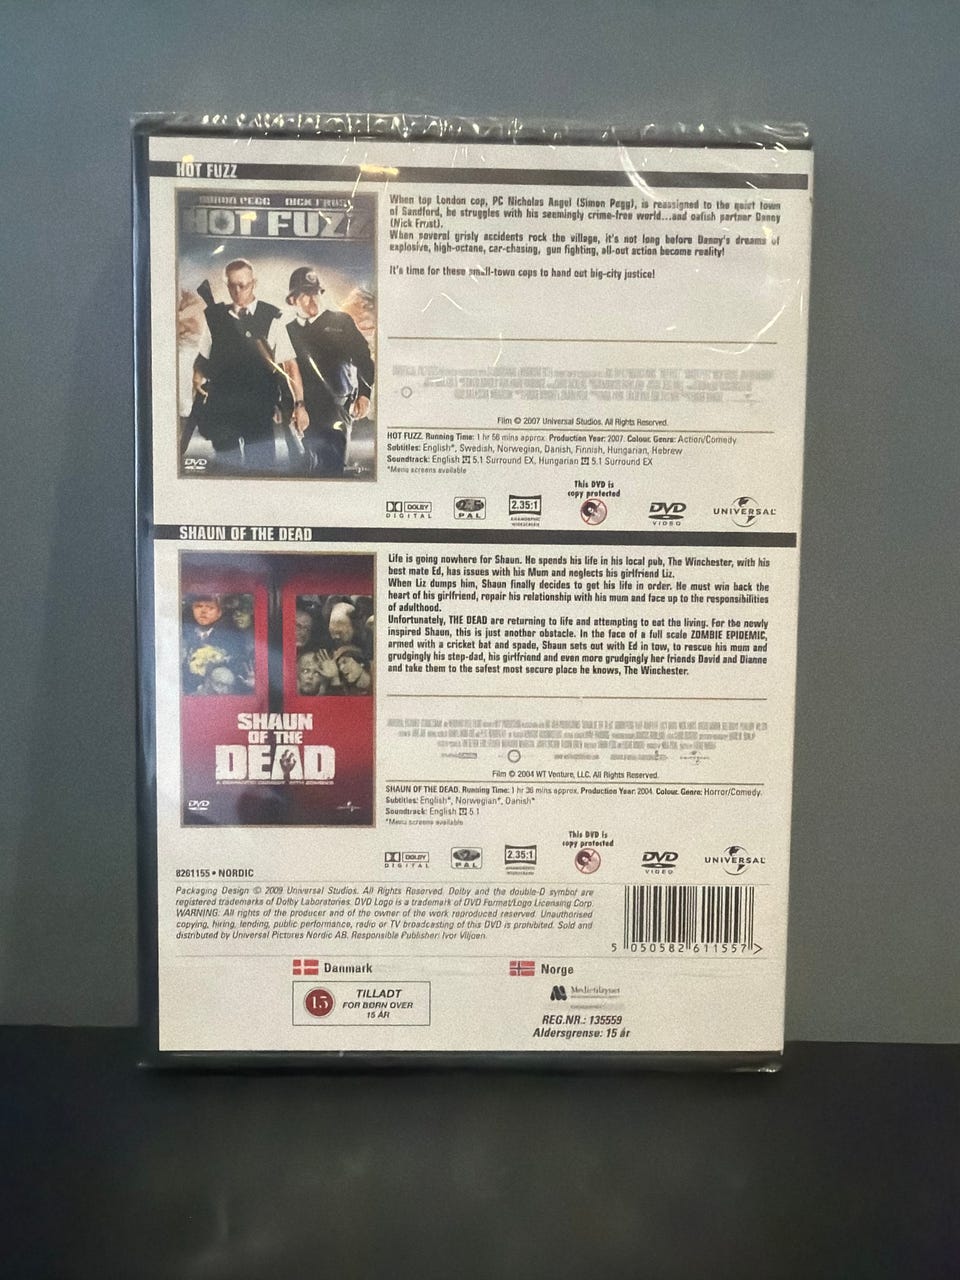 HOT FUZZ
SIMON PEGG NICK FROST
HOT FUZZ
DVD
When top London cop, PC Nicholas Angel (Simon Pegg), is reassigned to the quiet town
of Sandford, he struggles with his seemingly crime-free world...and oafish partner Danny
(Nick Frost).
When several grisly accidents rock the village, it's not long before Danny's dreams of
explosive, high-octane, car-chasing, gun fighting, all-out action become reality!
It's time for these small-town cops to hand out big-city justice!
Film © 2007 Universal Studios. All Rights Reserved.
HOT FUZZ. Running Time: 1 hr 56 mins approx. Production Year: 2007. Colour. Genre: Action/Comedy.
Subtitles: English*, Swedish, Norwegian, Danish, Finnish, Hungarian, Hebrew
Soundtrack: English 5.1 Surround EX, Hungarian 5.1 Surround EX
*Menu screens available
This DVD is
copy protected
DOLBY
DIGITAL
PAL
2.35:1
ANAMORPHIC
WIDESCREEN
DVD
VIDEO
UNIVERSAL
SHAUN OF THE DEAD
SHAUN
OF THE
DEAD
A ROMANTIC COMEDY. WITH ZOMBIES.
DVD
Life is going nowhere for Shaun. He spends his life in his local pub, The Winchester, with his
best mate Ed, has issues with his Mum and neglects his girlfriend Liz.
When Liz dumps him, Shaun finally decides to get his life in order. He must win back the
heart of his girlfriend, repair his relationship with his mum and face up to the responsibilities
of adulthood.
Unfortunately, THE DEAD are returning to life and attempting to eat the living. For the newly
inspired Shaun, this is just another obstacle. In the face of a full scale ZOMBIE EPIDEMIC,
armed with a cricket bat and spade, Shaun sets out with Ed in tow, to rescue his mum and
grudgingly his step-dad, his girlfriend and even more grudgingly her friends David and Dianne
and take them to the safest most secure place he knows, The Winchester.
Film © 2004 WT Venture, LLC. All Rights Reserved.
SHAUN OF THE DEAD. Running Time: 1 hr 36 mins approx. Production Year: 2004. Colour. Genre: Horror/Comedy.
Subtitles: English*, Norwegian*, Danish*
Soundtrack: English 5.1
*Menu screens available
This DVD is
copy protected
DOLBY
DIGITAL
PAL
2.35:1
ANAMORPHIC
WIDESCREEN
DVD
VIDEO
UNIVERSAL
8261155 • NORDIC
Packaging Design © 2009 Universal Studios. All Rights Reserved. Dolby and the double-D symbol are
registered trademarks of Dolby Laboratories. DVD Logo is a trademark of DVD Format/Logo Licensing Corp.
WARNING: All rights of the producer and of the owner of the work reproduced reserved. Unauthorised
copying, hiring, lending, public performance, radio or TV broadcasting of this DVD is prohibited. Sold and
distributed by Universal Pictures Nordic AB. Responsible Publisher: Ivor Viljoen.
5 050582 611557 >
Danmark
15
TILLADT
FOR BØRN OVER
15 ÅR
Norge
Medietilsynet
REG.NR.: 135559
Aldersgrense: 15 år